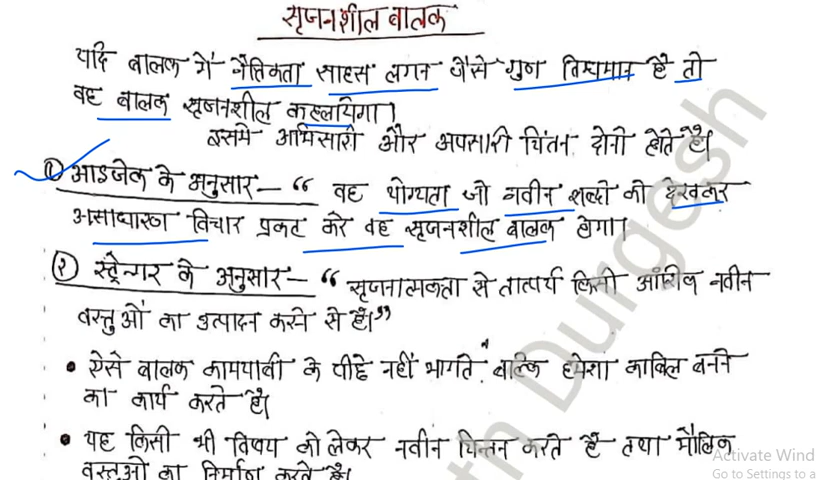 सृजनशील बालक
यदि बालक में नैतिकता साहस लगन जैसे गुण विद्यमान है तो
वह बालक सृजनशील कहलायेगा।
इसमें अभिसारी और अपसारी चिंतन दोनो होते हैं।
① आइजेक के अनुसार – “ वह योग्यता जो नवीन शब्दो को देखकर
असाधारण विचार प्रकट करे वह सृजनशील बालक होगा।
② स्ट्रेन्गर के अनुसार – “ सृजनात्मकता से तात्पर्य किसी आंशिक नवीन
वस्तुओं का उत्पादन करने से है।”
• ऐसे बालक कामयाबी के पीछे नहीं भागते बल्कि हमेशा काबिल बनने
का कार्य करते है।
• यह किसी भी विषय को लेकर नवीन चिन्तन करते है तथा मौलिक
वस्तुओ का निर्माण करते है।
th Durgesh
Activate Wind
Go to Settings to a